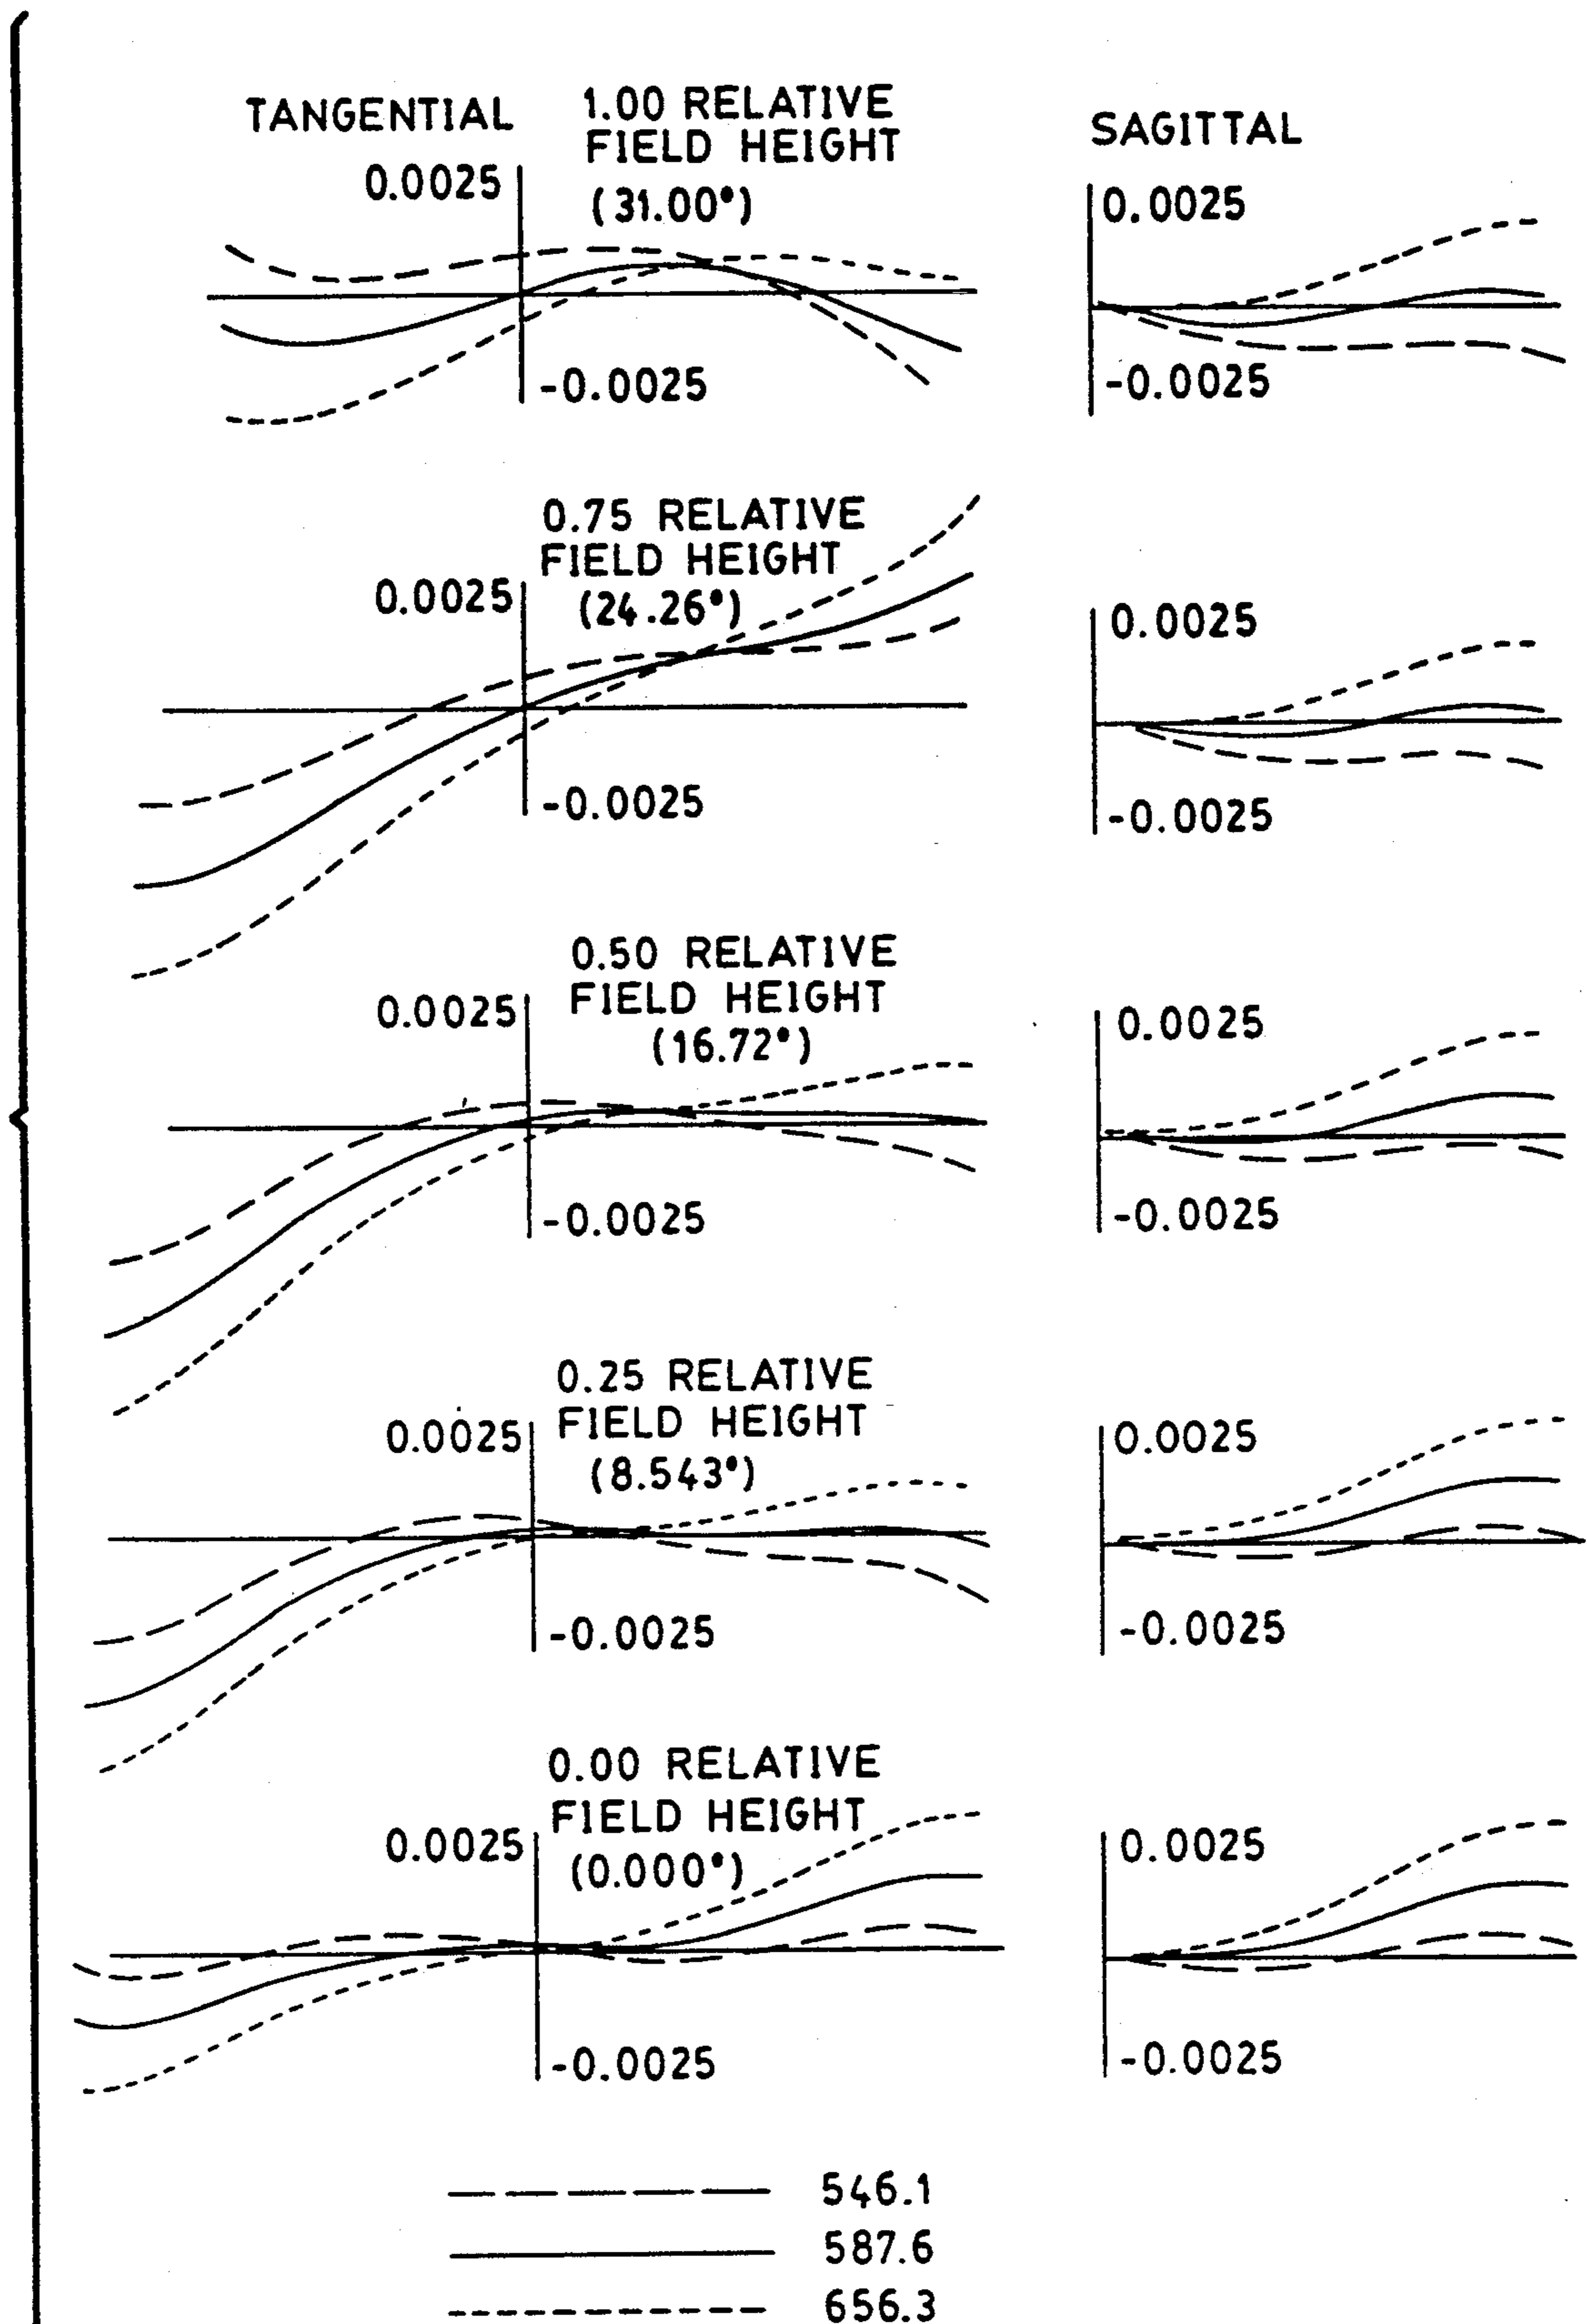 TANGENTIAL
1.00 RELATIVE
FIELD HEIGHT
(31.00°)
SAGITTAL
0.0025
-0.0025
0.0025
-0.0025
0.75 RELATIVE
FIELD HEIGHT
(24.26°)
0.0025
-0.0025
0.0025
-0.0025
0.50 RELATIVE
FIELD HEIGHT
(16.72°)
0.0025
-0.0025
0.0025
-0.0025
0.25 RELATIVE
FIELD HEIGHT
(8.543°)
0.0025
-0.0025
0.0025
-0.0025
0.00 RELATIVE
FIELD HEIGHT
(0.000°)
0.0025
-0.0025
0.0025
-0.0025
546.1
587.6
656.3